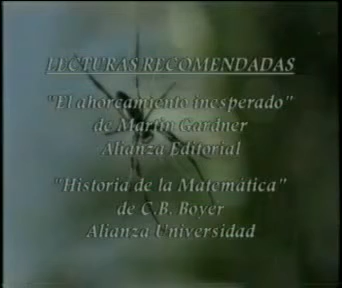 LECTURAS RECOMENDADAS
"El ahorcamiento inesperado"
de Martin Gardner
Alianza Editorial
"Historia de la Matemática"
de C.B. Boyer
Alianza Universidad